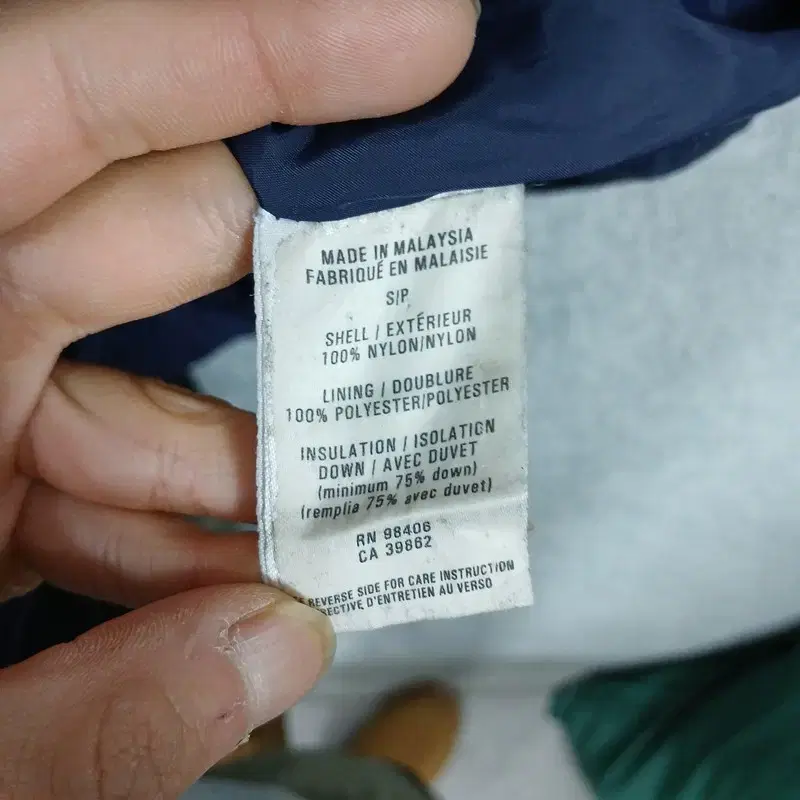 MADE IN MALAYSIA
FABRIQUÉ EN MALAISIE
S/P
SHELL / EXTÉRIEUR
100% NYLON/NYLON
LINING / DOUBLURE
100% POLYESTER/POLYESTER
INSULATION / ISOLATION
DOWN / AVEC DUVET
(minimum 75% down)
(remplia 75% avec duvet)
RN 98406
CA 39862
REVERSE SIDE FOR CARE INSTRUCTION
D'ENTRETIEN AU VERSO